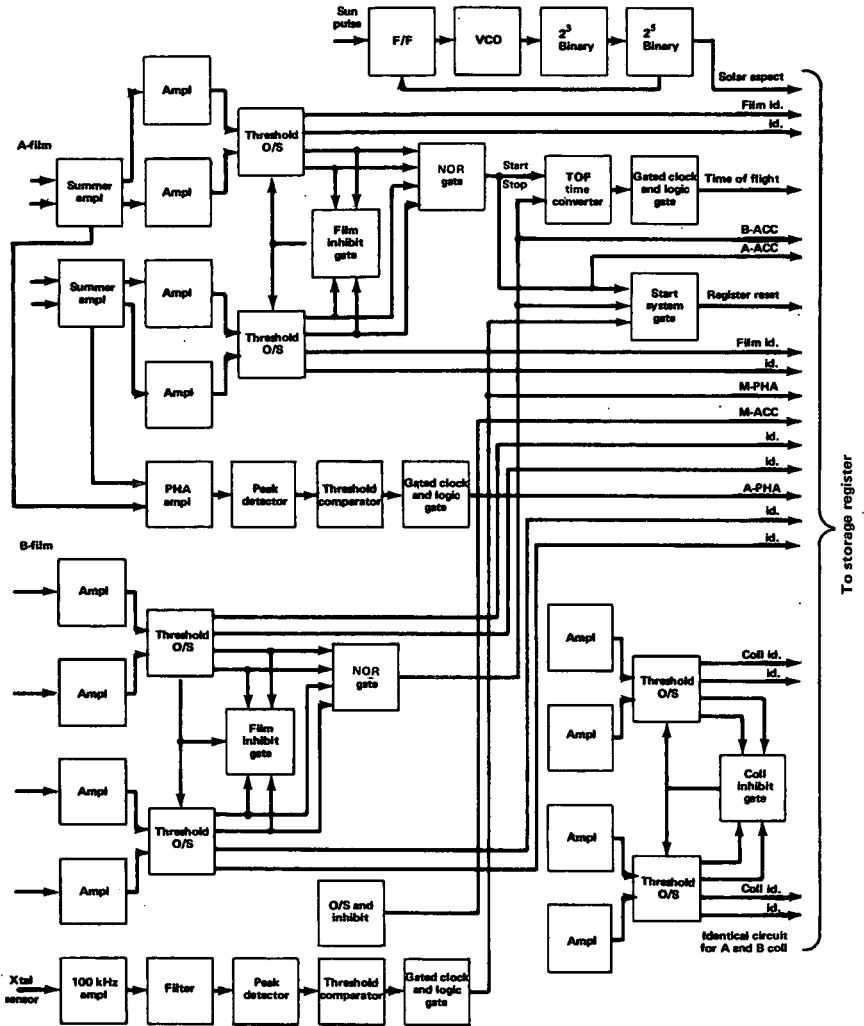 Sun
pulse
F/F
VCO
2³
Binary
2⁵
Binary
Solar aspect
Ampl
Film id.
id.
Threshold
O/S
A-film
Summer
ampl
Ampl
NOR
gate
Start
Stop
TOF
time
converter
Gated clock
and logic
gate
Time of flight
Film
inhibit
gate
B-ACC
A-ACC
Summer
ampl
Ampl
Start
system
gate
Register reset
Threshold
O/S
Film id.
id.
Ampl
M-PHA
M-ACC
id.
id.
PHA
ampl
Peak
detector
Threshold
comparator
Gated clock
and logic
gate
A-PHA
id.
id.
To storage register
B-film
Ampl
Threshold
O/S
Ampl
NOR
gate
Film
inhibit
gate
Ampl
Threshold
O/S
Ampl
O/S and
inhibit
Ampl
Threshold
O/S
Coll id.
id.
Ampl
Coll
inhibit
gate
Ampl
Threshold
O/S
Coll id.
id.
Ampl
Identical circuit
for A and B coll
Xtal
sensor
100 kHz
ampl
Filter
Peak
detector
Threshold
comparator
Gated clock
and logic
gate